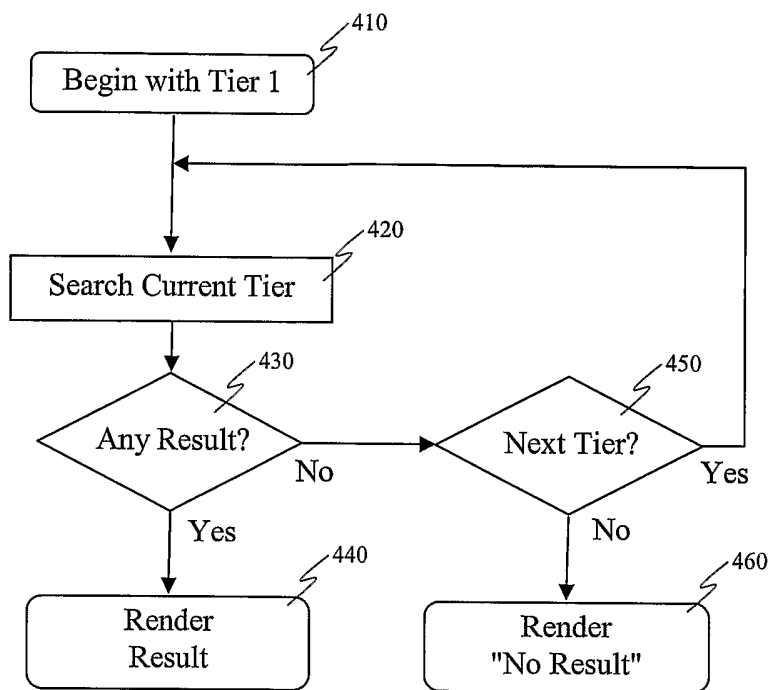 410
Begin with Tier 1
420
Search Current Tier
430
Any Result?
No
Yes
450
Next Tier?
Yes
No
440
Render
Result
460
Render
"No Result"